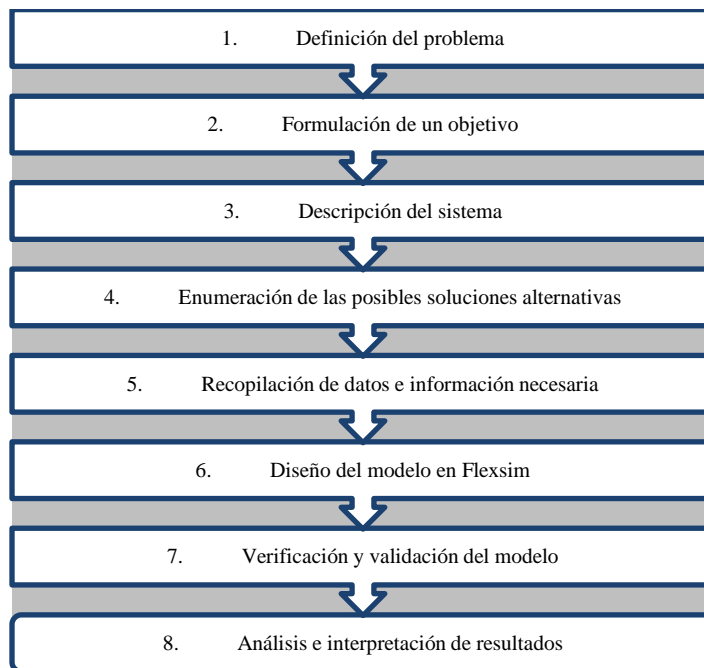 1. Definición del problema
2. Formulación de un objetivo
3. Descripción del sistema
4. Enumeración de las posibles soluciones alternativas
5. Recopilación de datos e información necesaria
6. Diseño del modelo en Flexsim
7. Verificación y validación del modelo
8. Análisis e interpretación de resultados